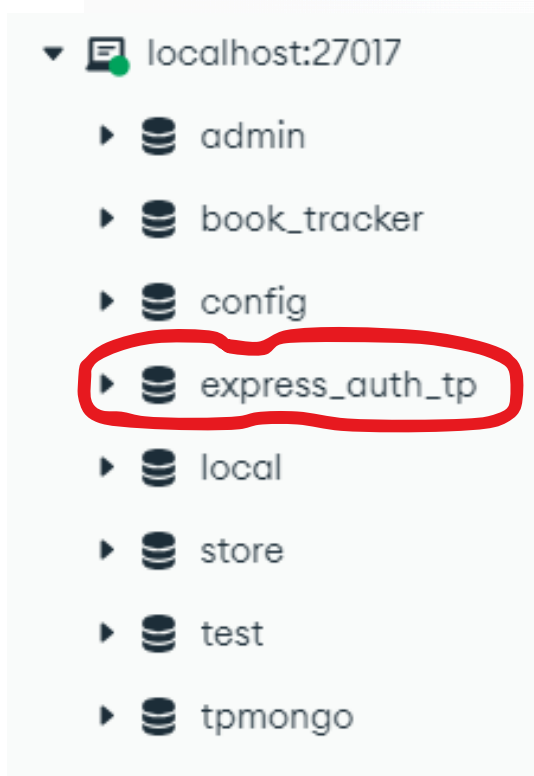 localhost:27017
admin
book_tracker
config
express_auth_tp
local
store
test
tpmongo